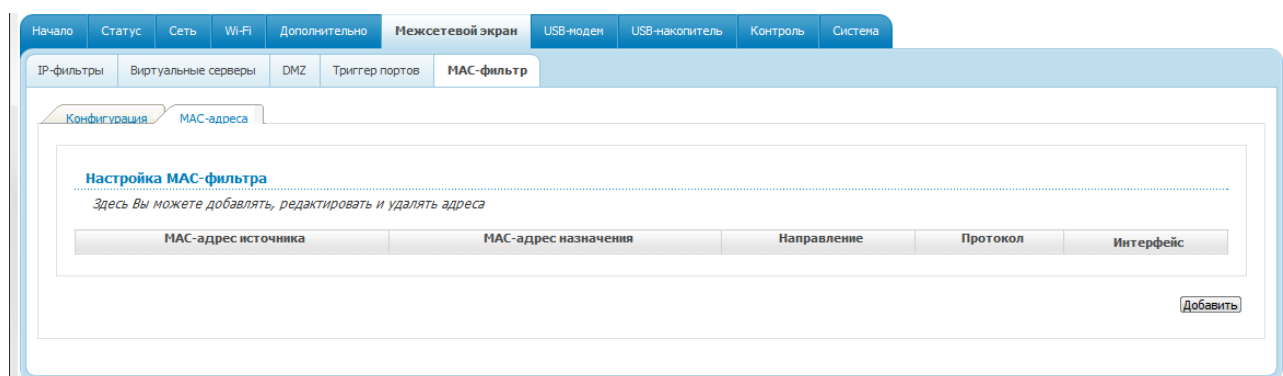 Начало Статус Сеть Wi-Fi Дополнительно Межсетевой экран USB-модем USB-накопитель Контроль Система
IP-фильтры Виртуальные серверы DMZ Триггер портов MAC-фильтр
Конфигурация MAC-адреса
Настройка MAC-фильтра
Здесь Вы можете добавлять, редактировать и удалять адреса
MAC-адрес источника MAC-адрес назначения Направление Протокол Интерфейс
Добавить